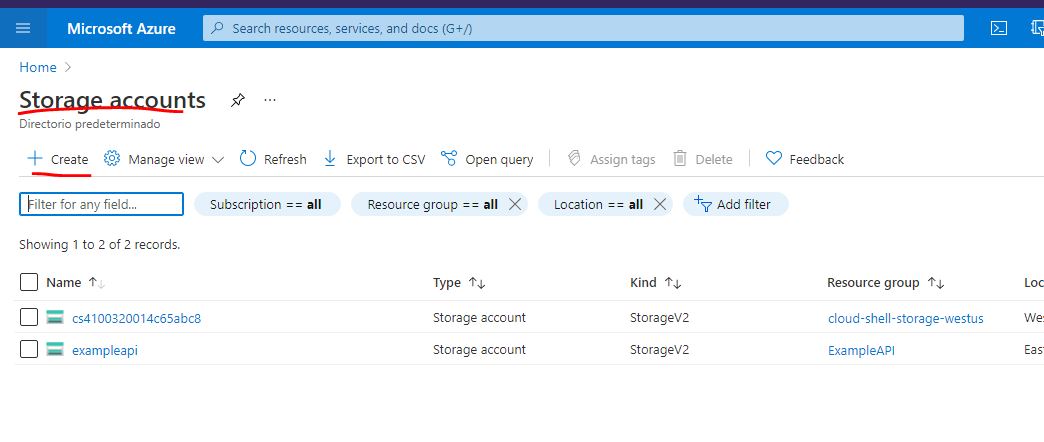 Microsoft Azure Search resources, services, and docs (G+/)
Home >
Storage accounts ...
Directorio predeterminado
+ Create Manage view Refresh Export to CSV Open query Assign tags Delete Feedback
Filter for any field... Subscription == all Resource group == all Location == all Add filter
Showing 1 to 2 of 2 records.
Name Type Kind Resource group
cs4100320014c65abc8 Storage account StorageV2 cloud-shell-storage-westus
exampleapi Storage account StorageV2 ExampleAPI East